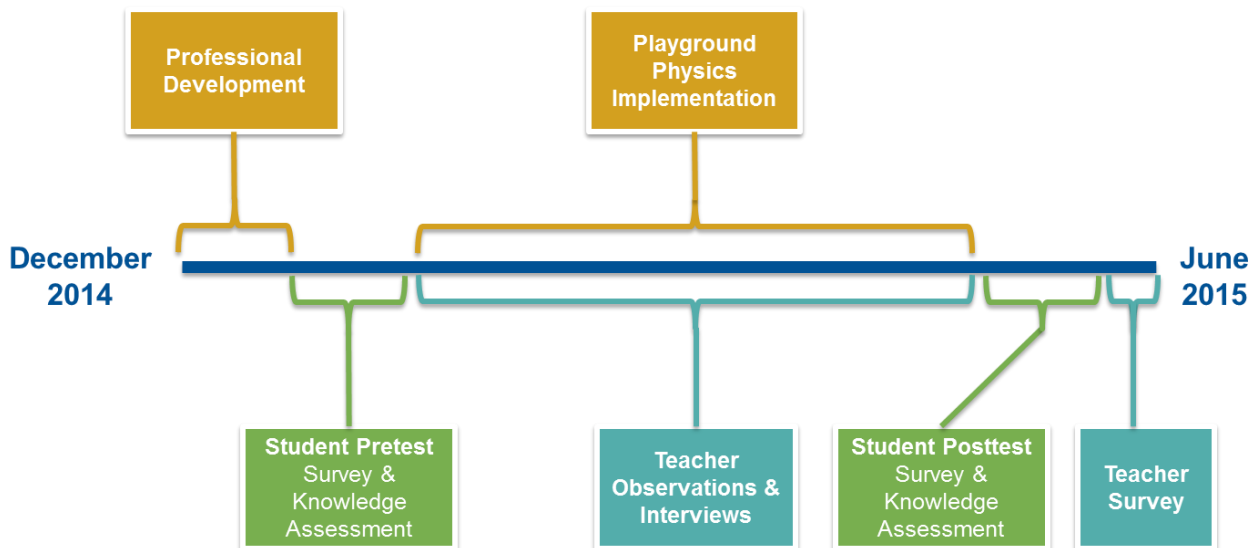 Professional
Development
Playground
Physics
Implementation
December
2014
June
2015
Student Pretest
Survey &
Knowledge
Assessment
Teacher
Observations &
Interviews
Student Posttest
Survey &
Knowledge
Assessment
Teacher
Survey